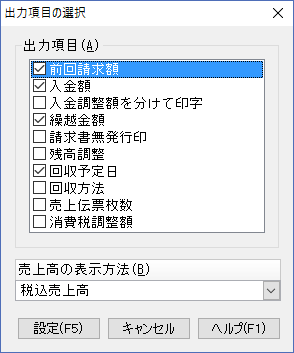 出力項目の選択
出力項目(A)
前回請求額
入金額
入金調整額を分けて印字
繰越金額
請求書無発行印
残高調整
回収予定日
回収方法
売上伝票枚数
消費税調整額
売上高の表示方法(B)
税込売上高
設定(F5) キャンセル ヘルプ(F1)